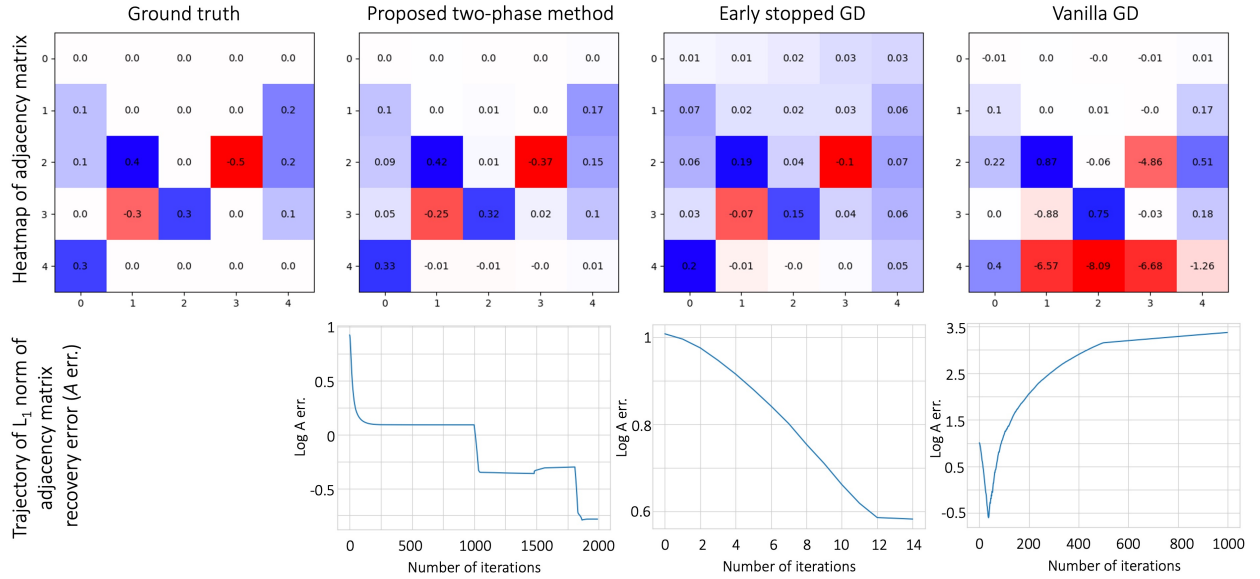 Ground truth
Proposed two-phase method
Early stopped GD
Vanilla GD
Heatmap of adjacency matrix
0 0.0 0.0 0.0 0.0 0.0
1 0.1 0.0 0.0 0.0 0.2
2 0.1 0.4 0.0 -0.5 0.2
3 0.0 -0.3 0.3 0.0 0.1
4 0.3 0.0 0.0 0.0 0.0
0 1 2 3 4
0 0.0 0.0 0.0 0.0 0.0
1 0.1 0.0 0.01 0.0 0.17
2 0.09 0.42 0.01 -0.37 0.15
3 0.05 -0.25 0.32 0.02 0.1
4 0.33 -0.01 -0.01 -0.0 0.01
0 1 2 3 4
0 0.01 0.01 0.02 0.03 0.03
1 0.07 0.02 0.02 0.03 0.06
2 0.06 0.19 0.04 -0.1 0.07
3 0.03 -0.07 0.15 0.04 0.06
4 0.2 -0.01 -0.0 0.0 0.05
0 1 2 3 4
0 -0.01 0.0 -0.0 -0.01 0.01
1 0.1 0.0 0.01 -0.0 0.17
2 0.22 0.87 -0.06 -4.86 0.51
3 0.0 -0.88 0.75 -0.03 0.18
4 0.4 -6.57 -8.09 -6.68 -1.26
0 1 2 3 4
Trajectory of L1 norm of
adjacency matrix
recovery error (A err.)
Log A err.
1
0.5
0
-0.5
0 500 1000 1500 2000
Number of iterations
Log A err.
1
0.8
0.6
0 2 4 6 8 10 12 14
Number of iterations
Log A err.
3.5
2.5
1.5
0.5
-0.5
0 200 400 600 800 1000
Number of iterations